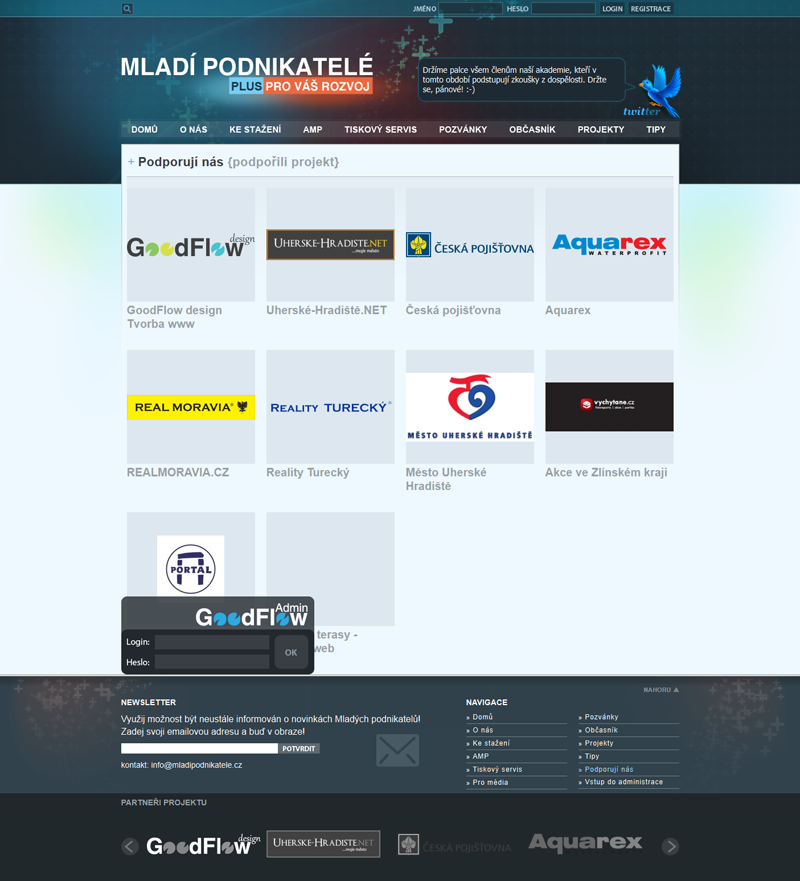 JMÉNO HESLO LOGIN REGISTRACE
MLADÍ PODNIKATELÉ
PLUS PRO VÁŠ ROZVOJ
Držíme palce všem členům naší akademie, kteří v
tomto období podstupují zkoušky z dospělosti. Držte
se, pánové! :-)
twitter
DOMŮ O NÁS KE STAŽENÍ AMP TISKOVÝ SERVIS POZVÁNKY OBČASNÍK PROJEKTY TIPY
+ Podporují nás {podpořili projekt}
GoodFlow design
UHERSKE-HRADISTE.NET
...moje město
ČESKÁ POJIŠŤOVNA
Aquarex
WATERPROFIT
GoodFlow design
Tvorba www
Uherské-Hradiště.NET
Česká pojišťovna
Aquarex
REAL MORAVIA®
REALITY TURECKÝ®
MĚSTO UHERSKÉ HRADIŠTĚ
vychytane.cz
REALMORAVIA.CZ
Reality Turecký
Město Uherské
Hradiště
Akce ve Zlínském kraji
PORTAL
terasy -
web
Admin
GoodFlow
Login:
Heslo:
OK
NAHORU
NEWSLETTER
Využij možnost být neustále informován o novinkách Mladých podnikatelů!
Zadej svoji emailovou adresu a buď v obraze!
POTVRDIT
kontakt: info@mladipodnikatele.cz
NAVIGACE
» Domů
» O nás
» Ke stažení
» AMP
» Tiskový servis
» Pro média
» Pozvánky
» Občasník
» Projekty
» Tipy
» Podporují nás
» Vstup do administrace
PARTNEŘI PROJEKTU
GoodFlow design
UHERSKE-HRADISTE.NET
...moje město
ČESKÁ POJIŠŤOVNA
Aquarex